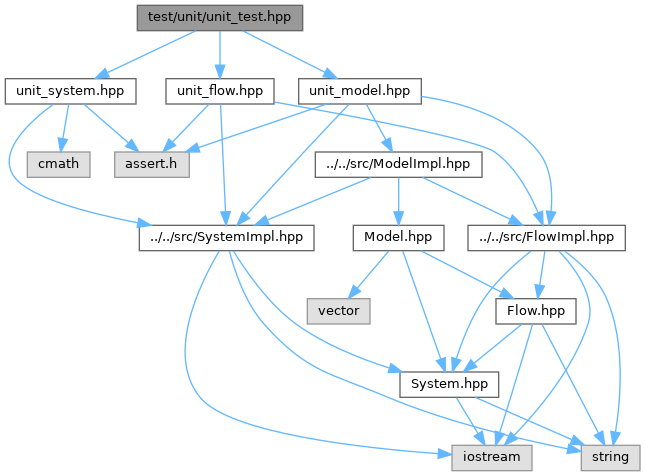 test/unit/unit_test.hpp
unit_system.hpp
unit_flow.hpp
unit_model.hpp
cmath
assert.h
../../src/ModelImpl.hpp
../../src/SystemImpl.hpp
Model.hpp
../../src/FlowImpl.hpp
vector
Flow.hpp
System.hpp
iostream
string